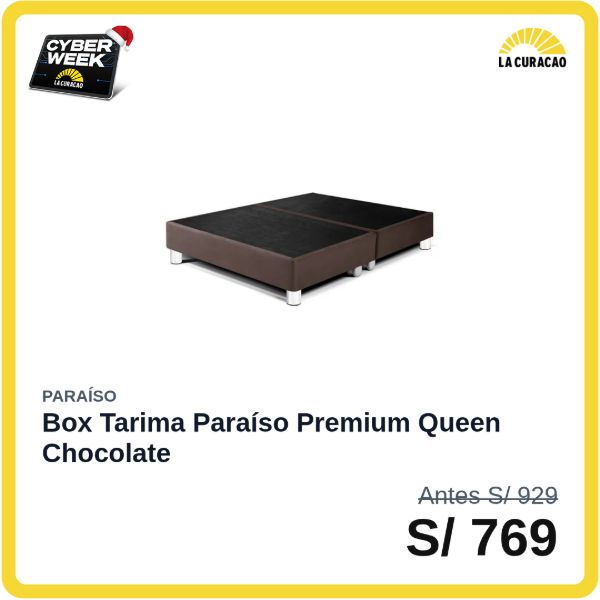 CYBER
WEEK
LA CURACAO
LA CURACAO
PARAÍSO
Box Tarima Paraíso Premium Queen
Chocolate
Antes S/ 929
S/ 769